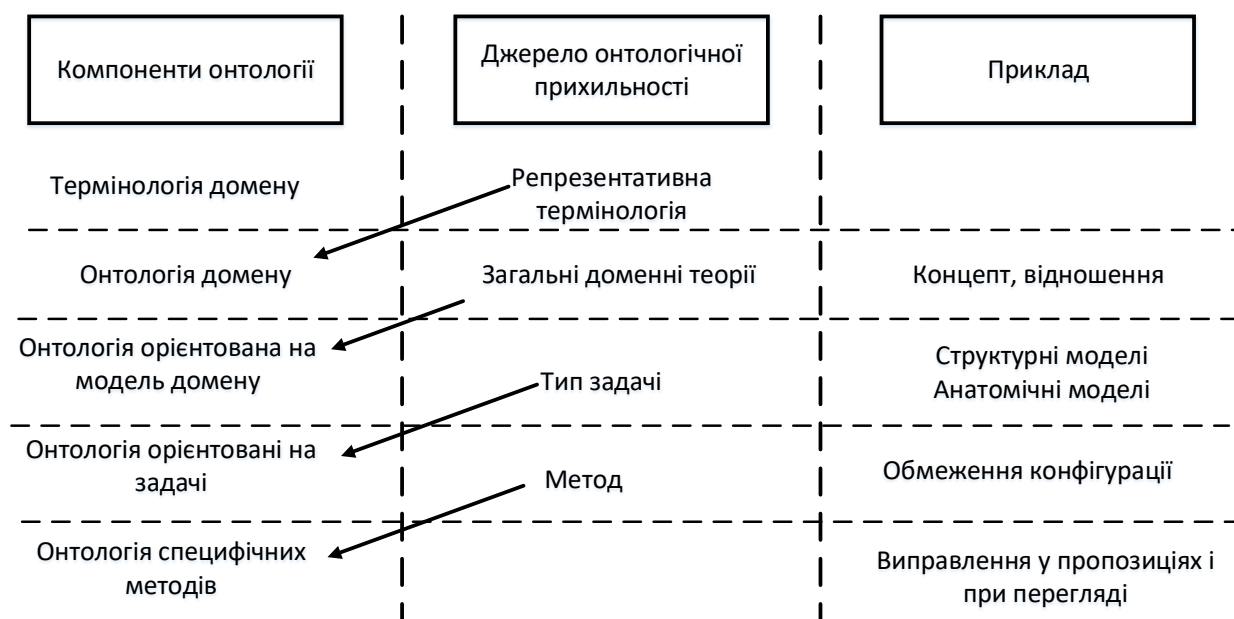 Компоненти онтології
Джерело онтологічної
прихильності
Приклад
Термінологія домену
Репрезентативна
термінологія
Онтологія домену
Загальні доменні теорії
Концепт, відношення
Онтологія орієнтована на
модель домену
Тип задачі
Структурні моделі
Анатомічні моделі
Онтологія орієнтовані на
задачі
Метод
Обмеження конфігурації
Онтологія специфічних
методів
Виправлення у пропозиціях і
при перегляді